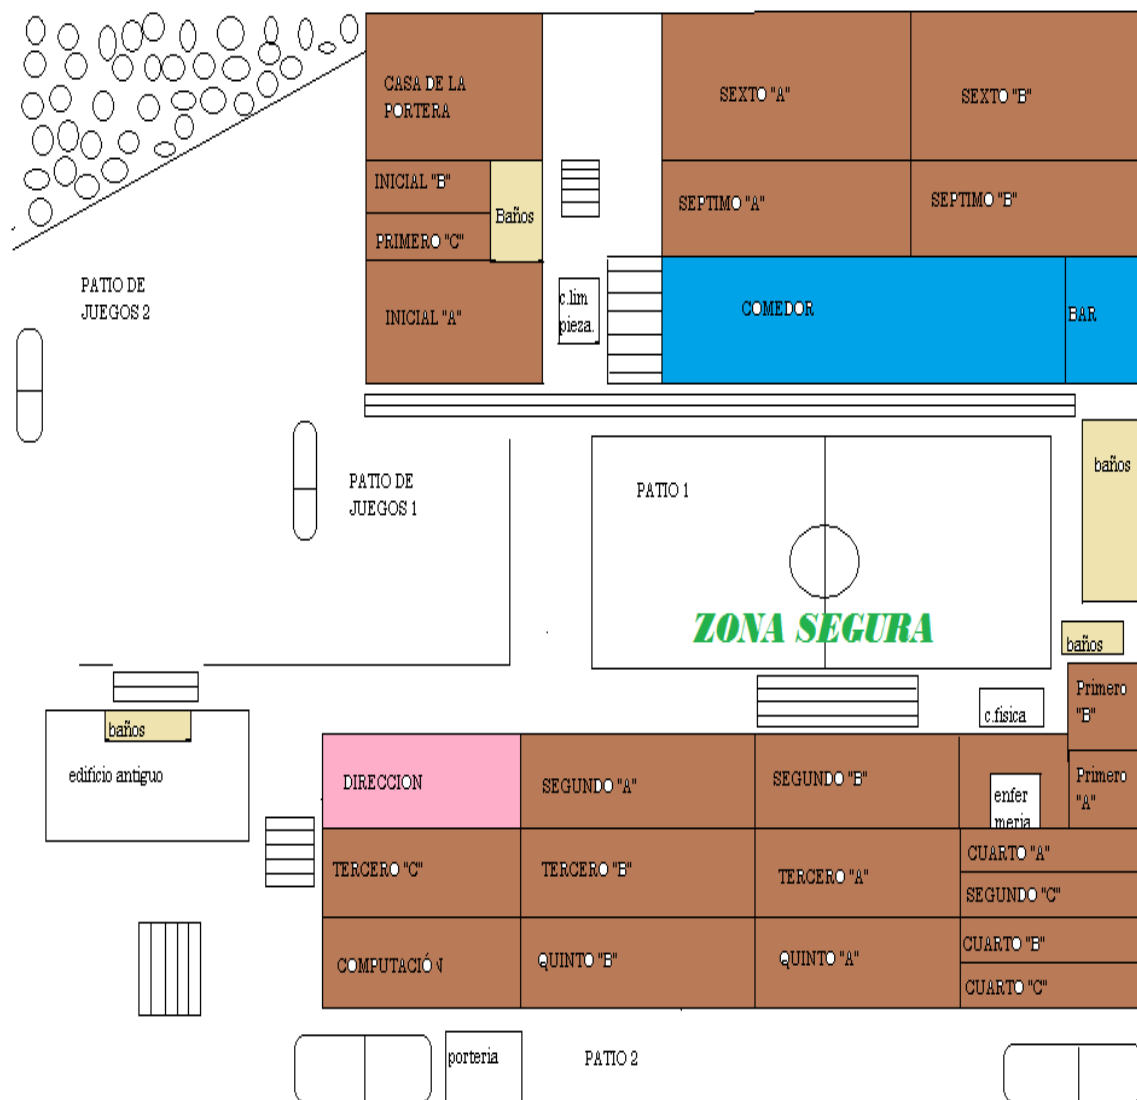 CASA DE LA
PORTERA
SEXTO "A"
SEXTO "B"
INICIAL "B"
Baños
SEPTIMO "A"
SEPTIMO "B"
PRIMERO "C"
PATIO DE
JUEGOS 2
INICIAL "A"
c.lim
pieza.
COMEDOR
BAR
PATIO DE
JUEGOS 1
PATIO 1
baños
ZONA SEGURA
baños
Primero
"B"
c.fisica
baños
edificio antiguo
DIRECCION
SEGUNDO "A"
SEGUNDO "B"
enfer
meria
Primero
"A"
TERCERO "C"
TERCERO "B"
TERCERO "A"
CUARTO "A"
SEGUNDO "C"
COMPUTACIÓN
QUINTO "B"
QUINTO "A"
CUARTO "B"
CUARTO "C"
porteria
PATIO 2